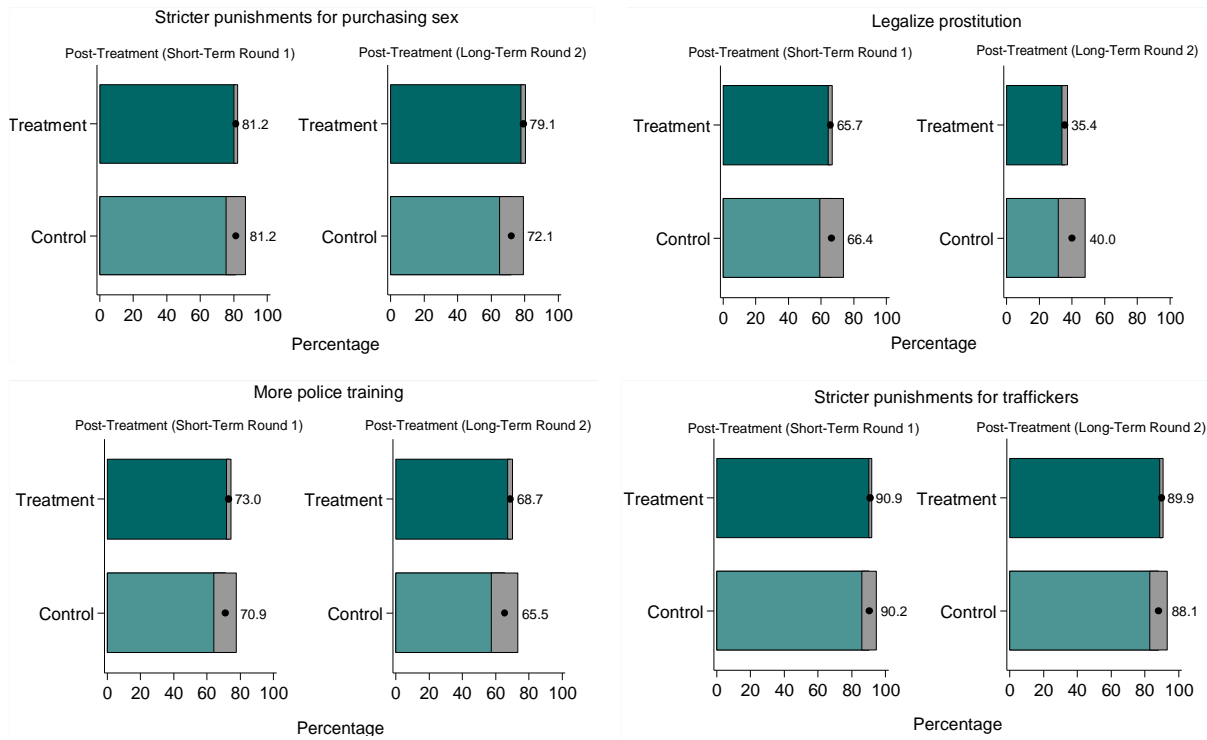 Stricter punishments for purchasing sex
Post-Treatment (Short-Term Round 1)
Treatment
81.2
Control
81.2
0 20 40 60 80 100
Post-Treatment (Long-Term Round 2)
Treatment
79.1
Control
72.1
0 20 40 60 80 100
Percentage
Legalize prostitution
Post-Treatment (Short-Term Round 1)
Treatment
65.7
Control
66.4
0 20 40 60 80 100
Post-Treatment (Long-Term Round 2)
Treatment
35.4
Control
40.0
0 20 40 60 80 100
Percentage
More police training
Post-Treatment (Short-Term Round 1)
Treatment
73.0
Control
70.9
0 20 40 60 80 100
Post-Treatment (Long-Term Round 2)
Treatment
68.7
Control
65.5
0 20 40 60 80 100
Percentage
Stricter punishments for traffickers
Post-Treatment (Short-Term Round 1)
Treatment
90.9
Control
90.2
0 20 40 60 80 100
Post-Treatment (Long-Term Round 2)
Treatment
89.9
Control
88.1
0 20 40 60 80 100
Percentage